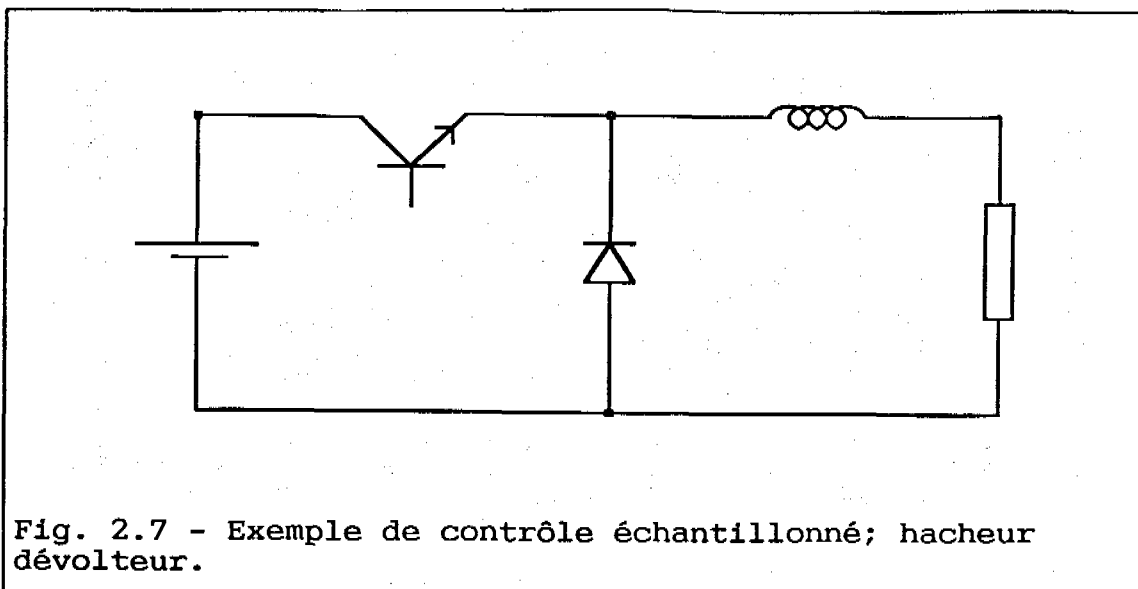 Fig. 2.7 - Exemple de contrôle échantillonné; hacheur
dévolteur.